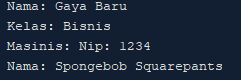 Nama: Gaya Baru
Kelas: Bisnis
Masinis: Nip: 1234
Nama: Spongebob Squarepants